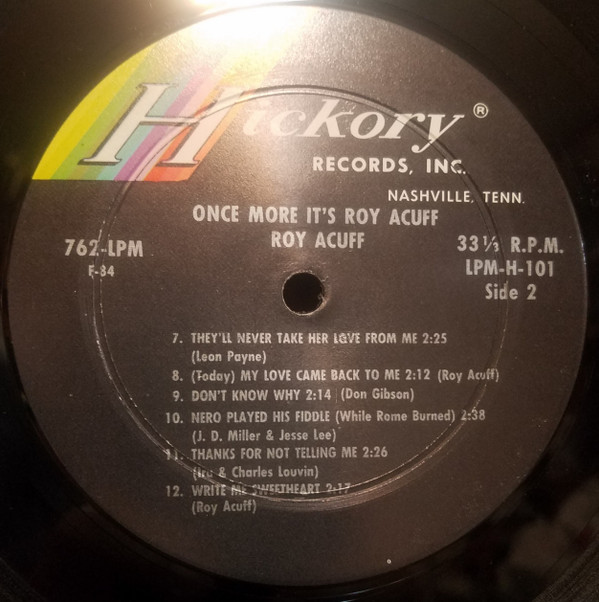 Hickory ®
RECORDS, INC.
NASHVILLE, TENN.
ONCE MORE IT'S ROY ACUFF
ROY ACUFF
762-LPM
F-84
33⅓ R.P.M.
LPM-H-101
Side 2
7. THEY'LL NEVER TAKE HER LOVE FROM ME 2:25
(Leon Payne)
8. (Today) MY LOVE CAME BACK TO ME 2:12 (Roy Acuff)
9. DON'T KNOW WHY 2:14 (Don Gibson)
10. NERO PLAYED HIS FIDDLE (While Rome Burned) 2:38
(J. D. Miller & Jesse Lee)
11. THANKS FOR NOT TELLING ME 2:26
(Ira & Charles Louvin)
12. WRITE ME SWEETHEART 2:17
(Roy Acuff)